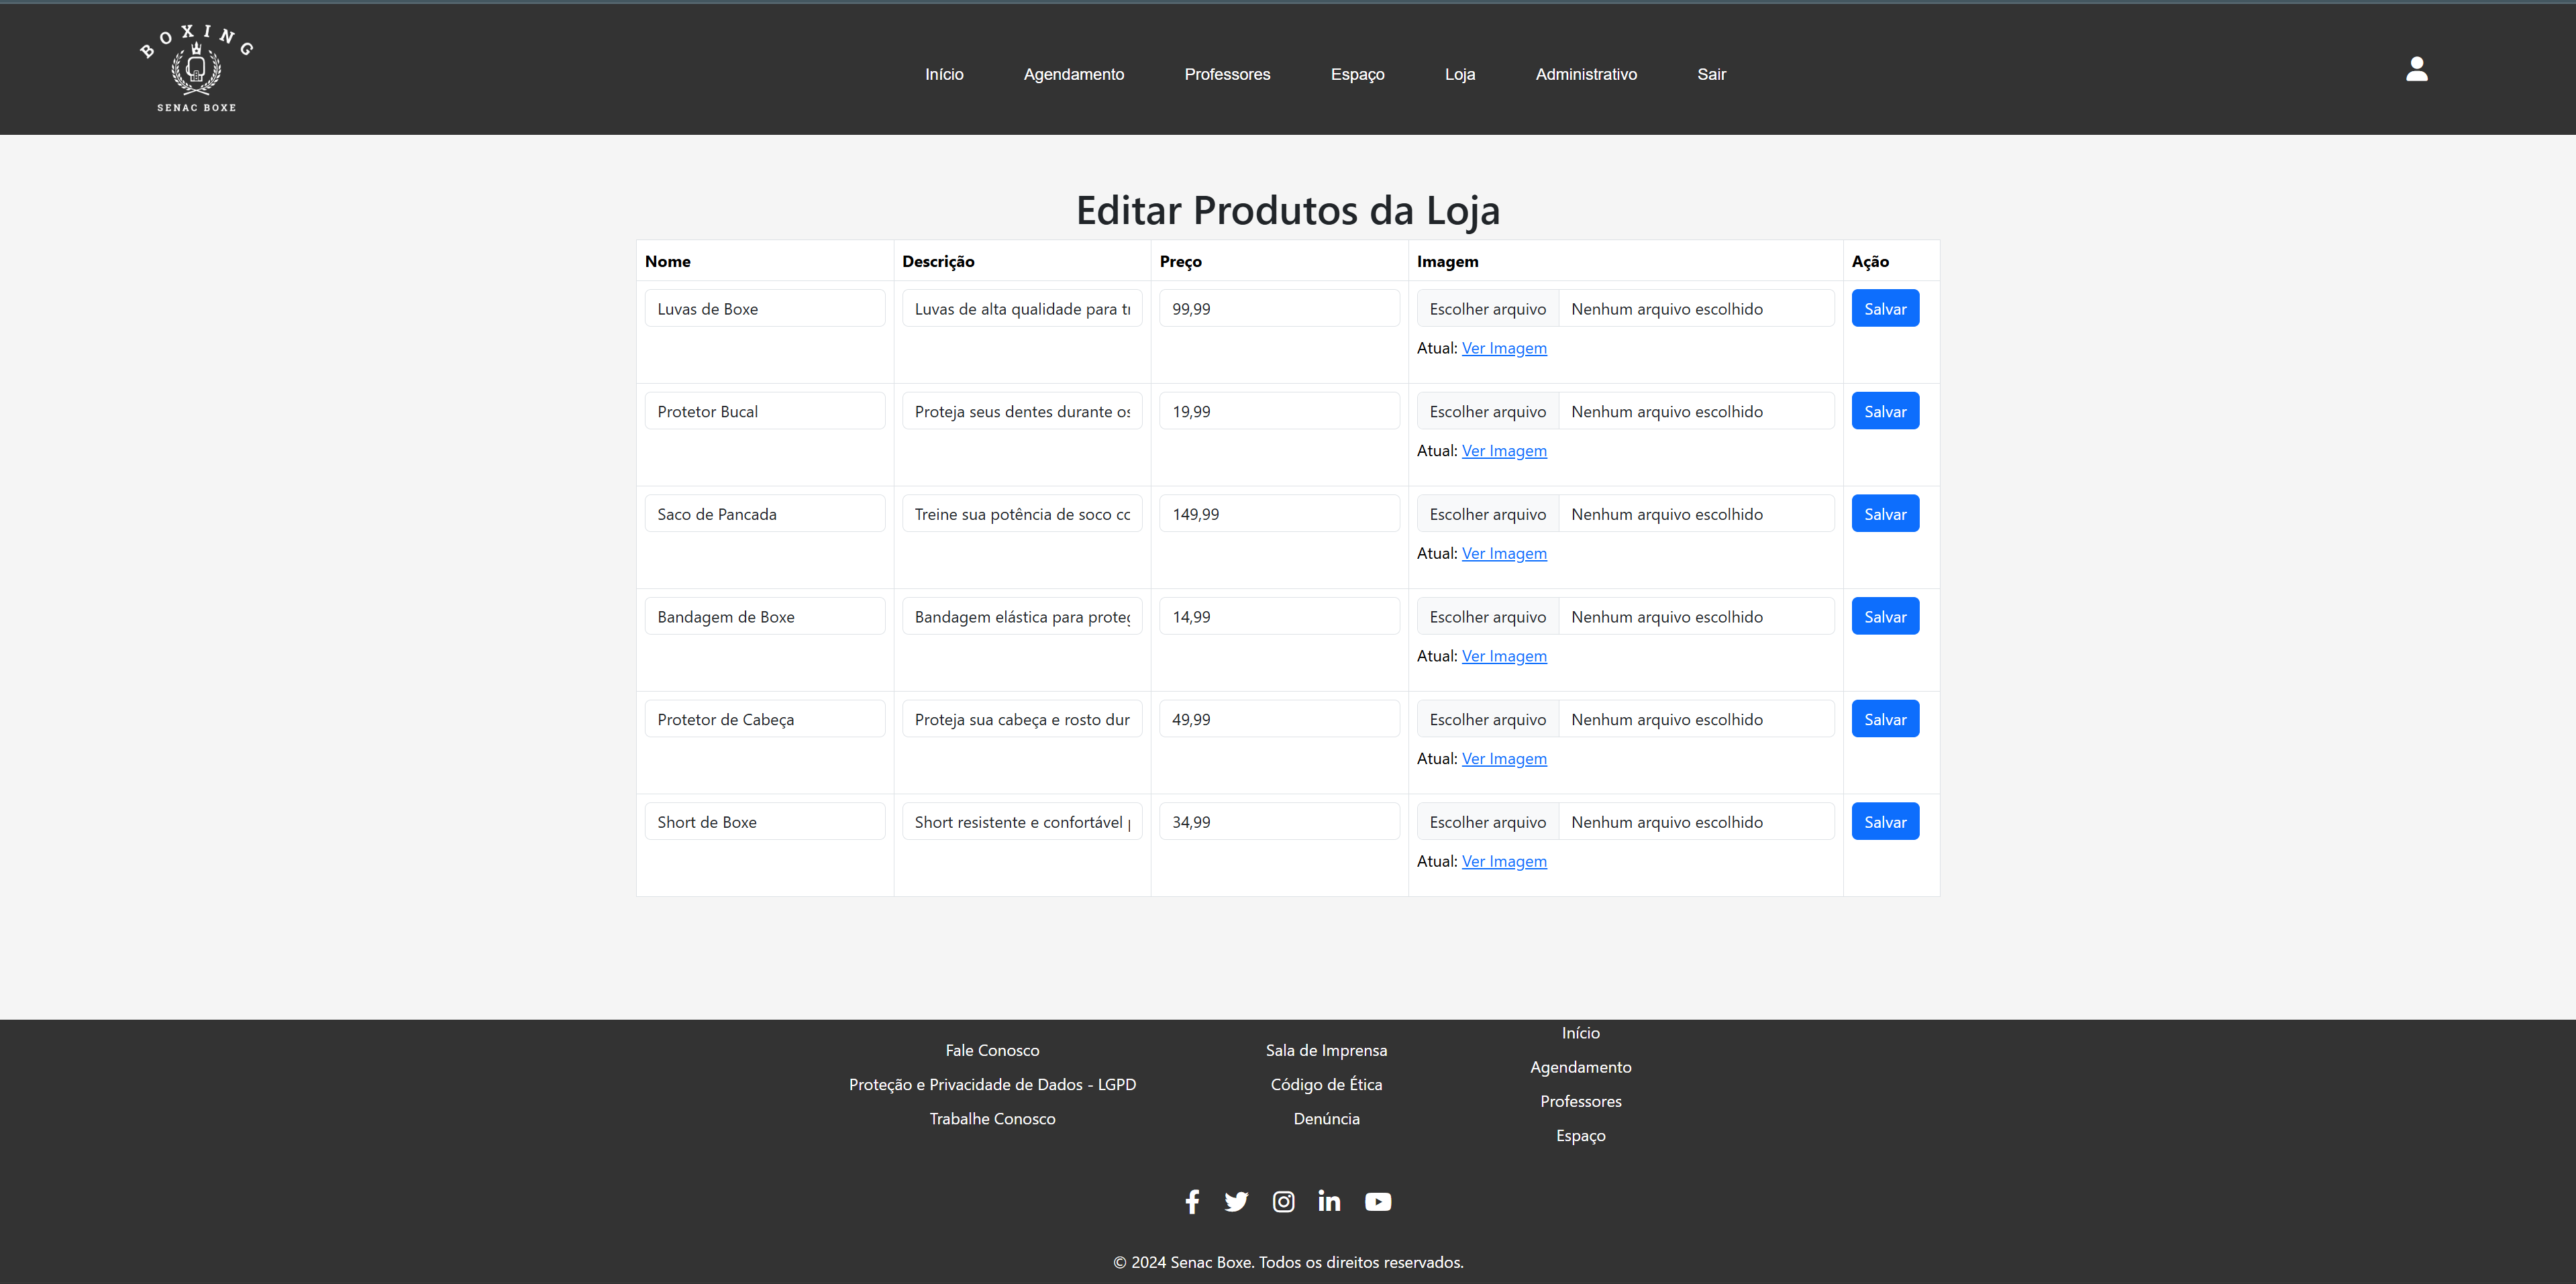 BOXING
SENAC BOXE
Início Agendamento Professores Espaço Loja Administrativo Sair
Editar Produtos da Loja
Nome Descrição Preço Imagem Ação
Luvas de Boxe Luvas de alta qualidade para 99,99 Escolher arquivo Nenhum arquivo escolhido Salvar
Atual: Ver Imagem
Protetor Bucal Proteja seus dentes durante os 19,99 Escolher arquivo Nenhum arquivo escolhido Salvar
Atual: Ver Imagem
Saco de Pancada Treine sua potência de soco 149,99 Escolher arquivo Nenhum arquivo escolhido Salvar
Atual: Ver Imagem
Bandagem de Boxe Bandagem elástica para 14,99 Escolher arquivo Nenhum arquivo escolhido Salvar
Atual: Ver Imagem
Protetor de Cabeça Proteja sua cabeça e rosto dur 49,99 Escolher arquivo Nenhum arquivo escolhido Salvar
Atual: Ver Imagem
Short de Boxe Short resistente e confortável 34,99 Escolher arquivo Nenhum arquivo escolhido Salvar
Atual: Ver Imagem
Fale Conosco
Proteção e Privacidade de Dados - LGPD
Trabalhe Conosco
Sala de Imprensa
Código de Ética
Denúncia
Início
Agendamento
Professores
Espaço
© 2024 Senac Boxe. Todos os direitos reservados.